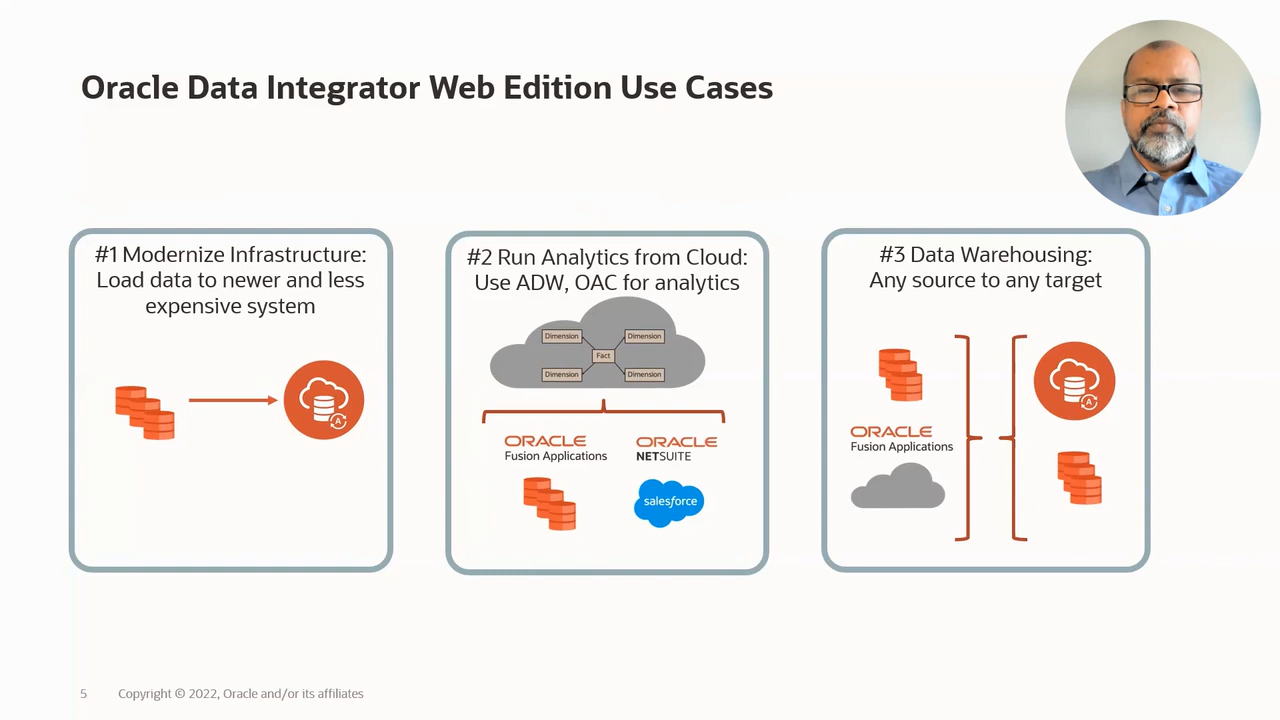 Oracle Data Integrator Web Edition Use Cases
#1 Modernize Infrastructure:
Load data to newer and less
expensive system
A
#2 Run Analytics from Cloud:
Use ADW, OAC for analytics
Dimension
Dimension
Fact
Dimension
Dimension
ORACLE
Fusion Applications
ORACLE
NETSUITE
salesforce
#3 Data Warehousing:
Any source to any target
ORACLE
Fusion Applications
A
5
Copyright © 2022, Oracle and/or its affiliates